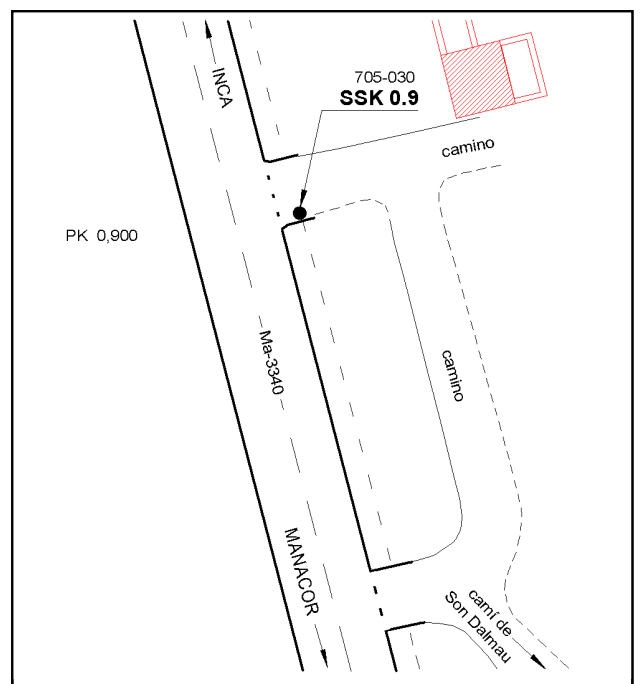 INCA
705-030
SSK 0.9
camino
PK 0,900
Ma-3340
camino
MANACOR
camí de
Son Dalmau